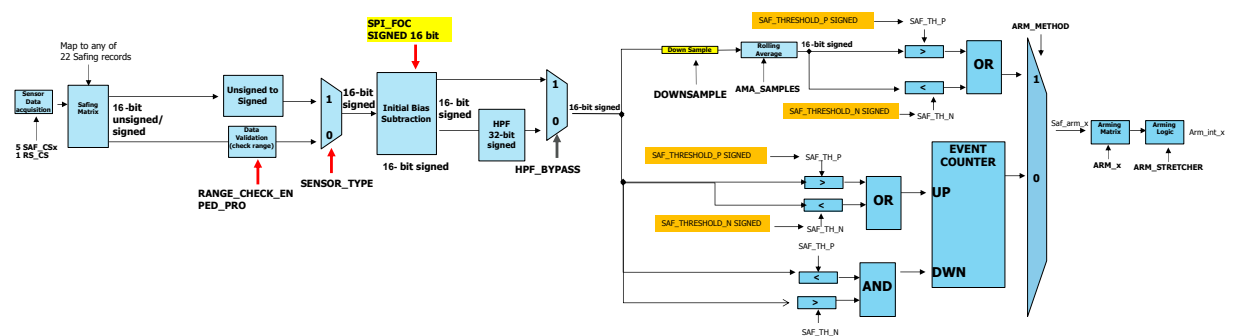 SPI_FOC
SIGNED 16 bit
Map to any of
22 Safing records
Sensor
Data
acquisition
5 SAF_CSx
1 RS_CS
Safing
Matrix
16-bit
unsigned/
signed
Unsigned to
Signed
Data
Validation
(check range)
RANGE_CHECK_EN
PED_PRO
1
0
SENSOR_TYPE
16-bit
signed
Initial Bias
Subtraction
16- bit signed
16- bit
signed
HPF
32-bit
signed
1
0
HPF_BYPASS
16-bit signed
SAF_THRESHOLD_P SIGNED
SAF_TH_P
Down Sample
DOWNSAMPLE
Rolling
Average
AMA_SAMPLES
16-bit signed
>
<
OR
SAF_THRESHOLD_N SIGNED
SAF_TH_N
SAF_THRESHOLD_P SIGNED
SAF_TH_P
>
<
OR
SAF_THRESHOLD_N SIGNED
SAF_TH_N
SAF_TH_P
<
>
AND
SAF_TH_N
EVENT
COUNTER
UP
DWN
ARM_METHOD
1
0
Saf_arm_x
Arming
Matrix
ARM_x
Arming
Logic
ARM_STRETCHER
Arm_int_x